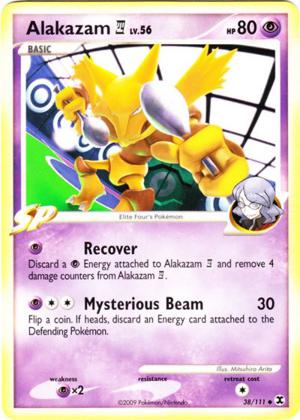 Alakazam 4 LV.56 HP 80
BASIC
SP
Elite Four's Pokémon
Recover
Discard a Energy attached to Alakazam and remove 4
damage counters from Alakazam .
Mysterious Beam 30
Flip a coin. If heads, discard an Energy card attached to the
Defending Pokémon.
weakness resistance retreat cost
×2
Illus. Mitsuhiro Arita
©2009 Pokémon/Nintendo 38/111